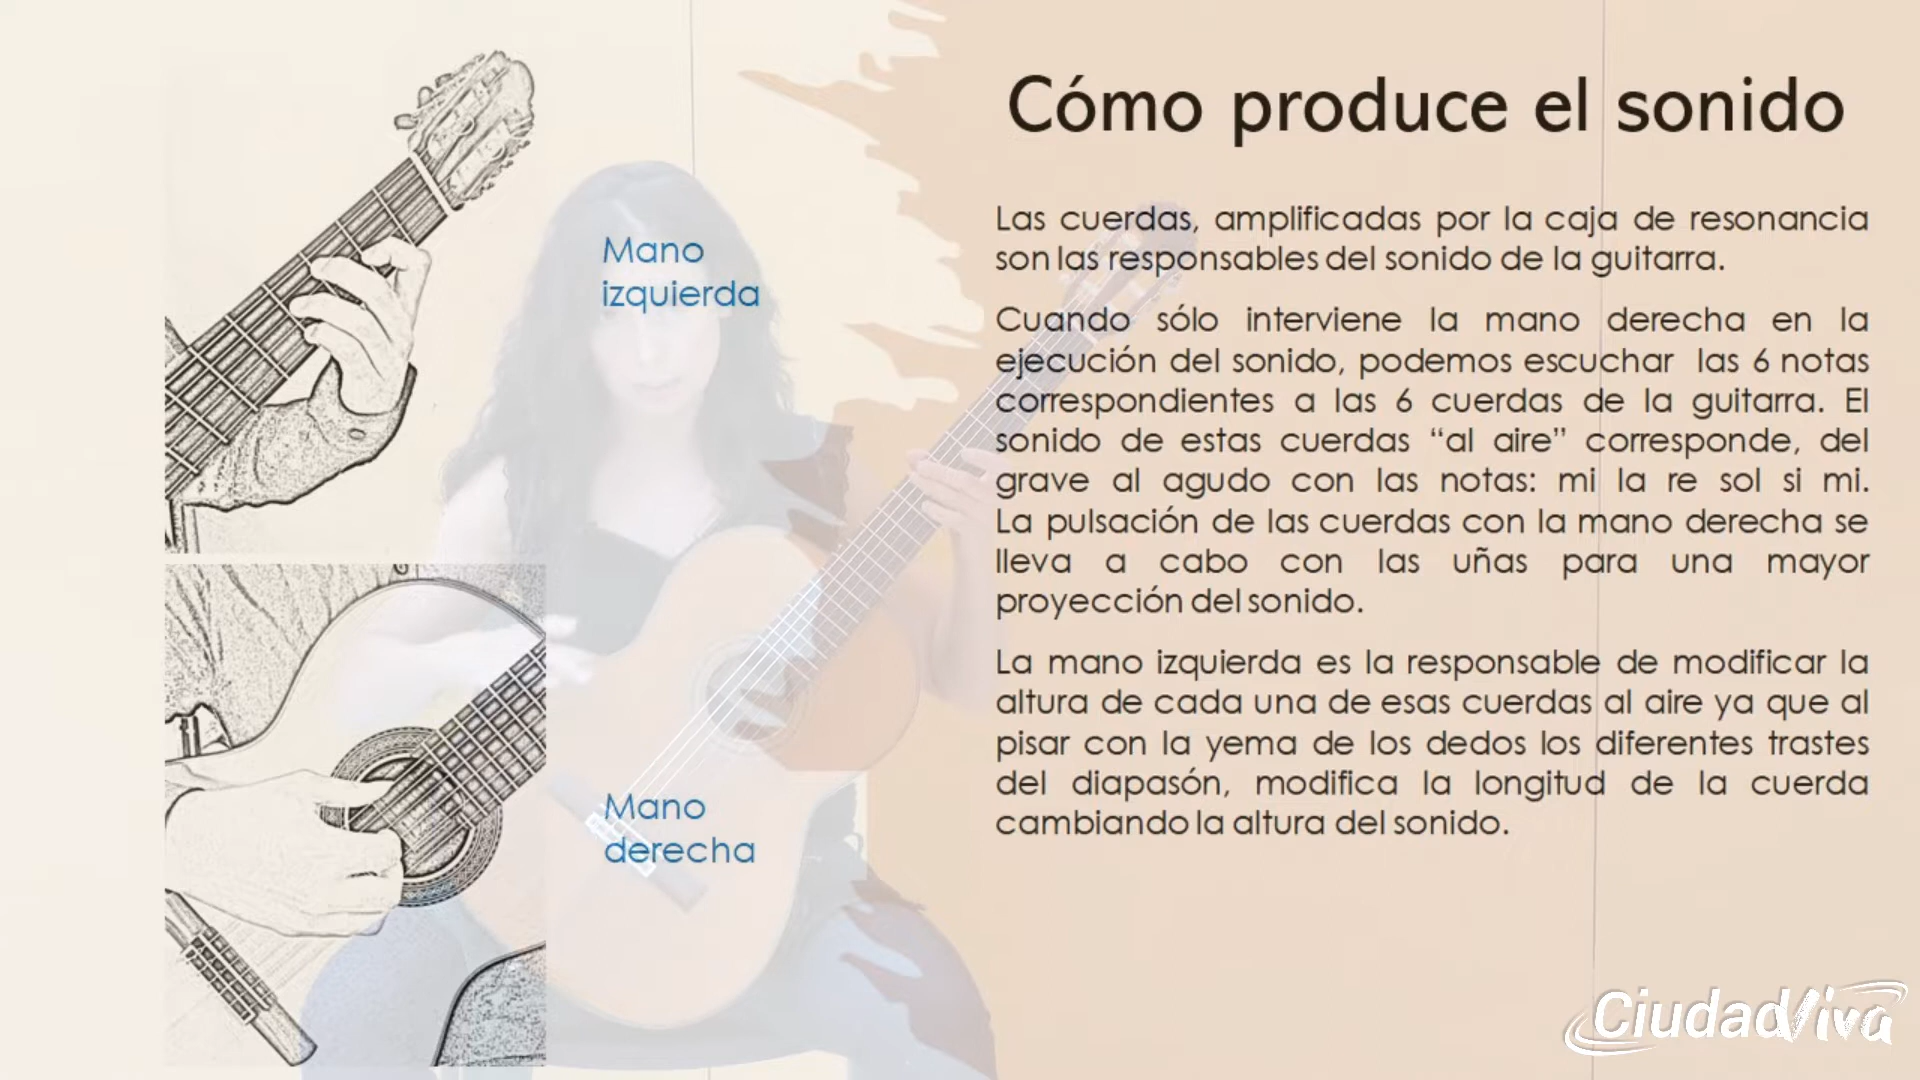 Cómo produce el sonido
Mano
izquierda
Mano
derecha
Las cuerdas, amplificadas por la caja de resonancia
son las responsables del sonido de la guitarra.
Cuando sólo interviene la mano derecha en la
ejecución del sonido, podemos escuchar las 6 notas
correspondientes a las 6 cuerdas de la guitarra. El
sonido de estas cuerdas “al aire” corresponde, del
grave al agudo con las notas: mi la re sol si mi.
La pulsación de las cuerdas con la mano derecha se
lleva a cabo con las uñas para una mayor
proyección del sonido.
La mano izquierda es la responsable de modificar la
altura de cada una de esas cuerdas al aire ya que al
pisar con la yema de los dedos los diferentes trastes
del diapasón, modifica la longitud de la cuerda
cambiando la altura del sonido.
CiudadViva